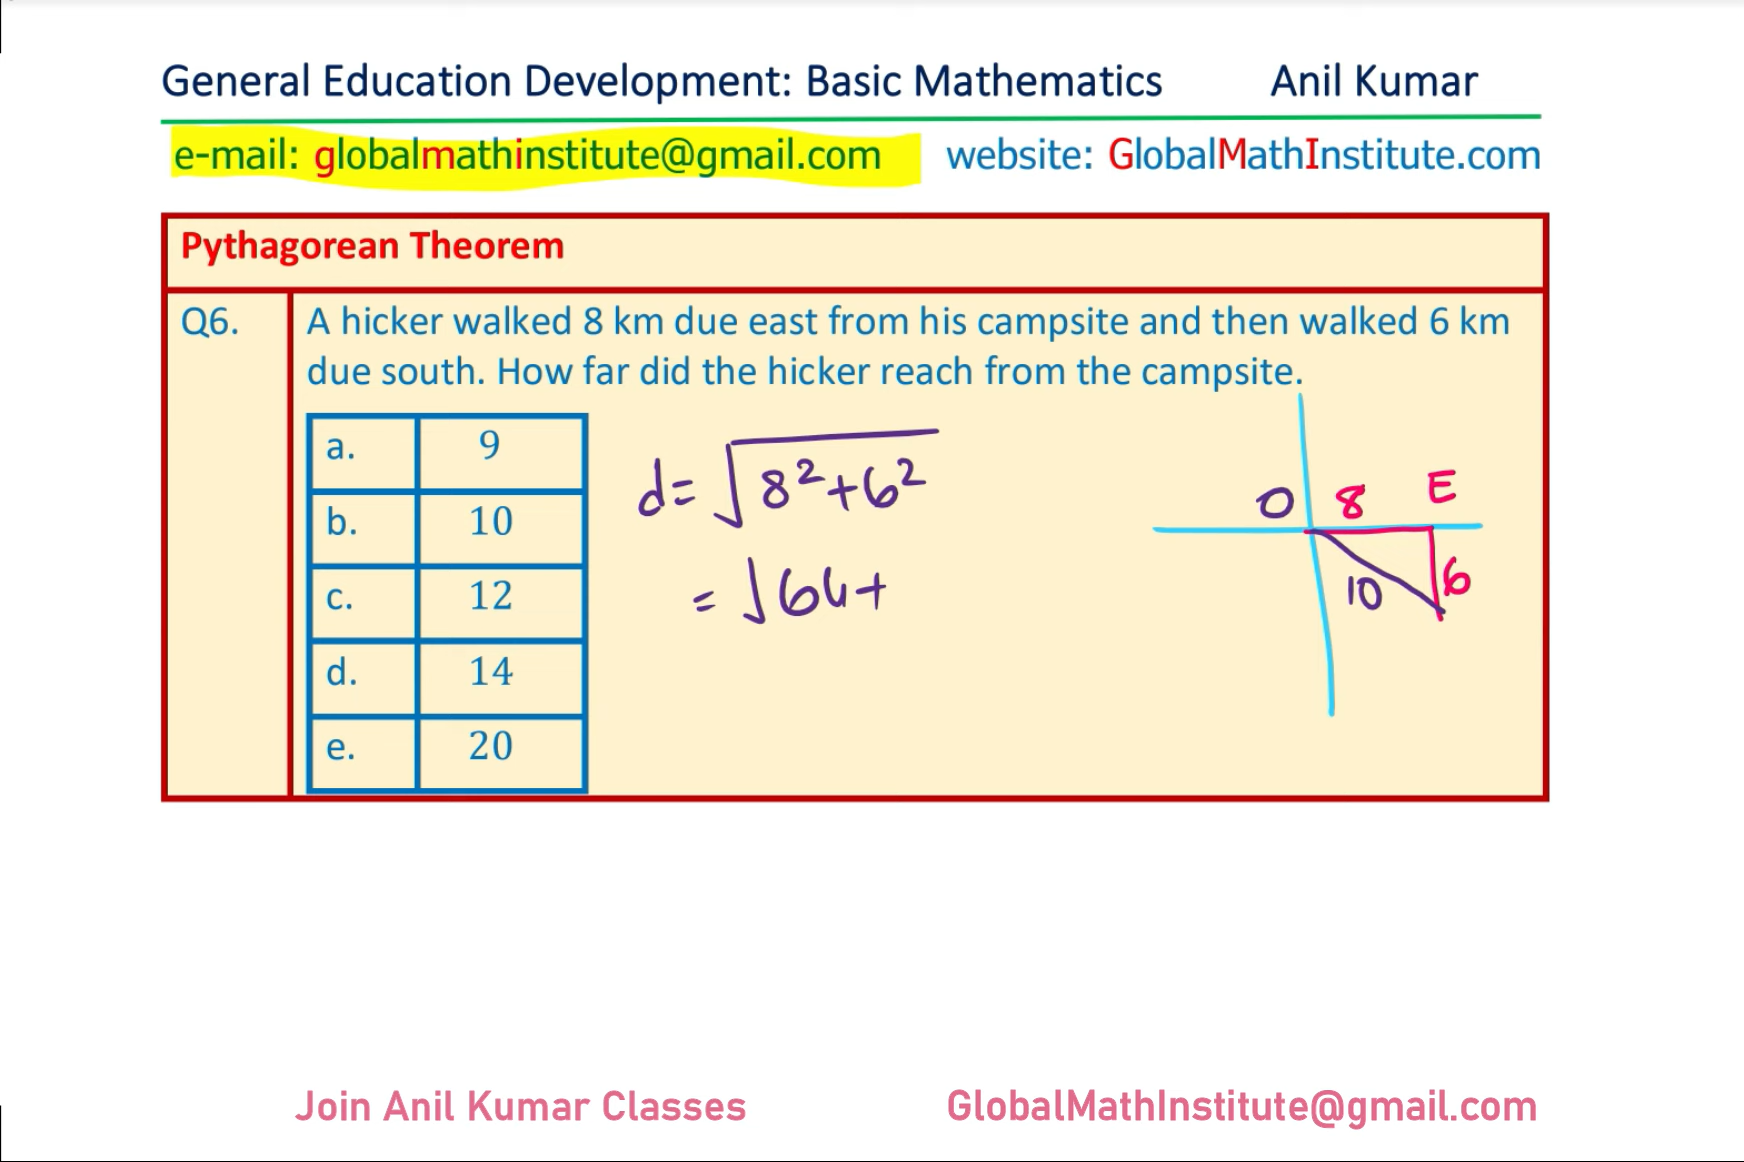 General Education Development: Basic Mathematics Anil Kumar
e-mail: globalmathinstitute@gmail.com website: GlobalMathInstitute.com
Pythagorean Theorem
Q6. A hicker walked 8 km due east from his campsite and then walked 6 km
due south. How far did the hicker reach from the campsite.
a. 9
b. 10
c. 12
d. 14
e. 20
d = √8²+6²
= √64+
O 8 E
10 6
Join Anil Kumar Classes GlobalMathInstitute@gmail.com